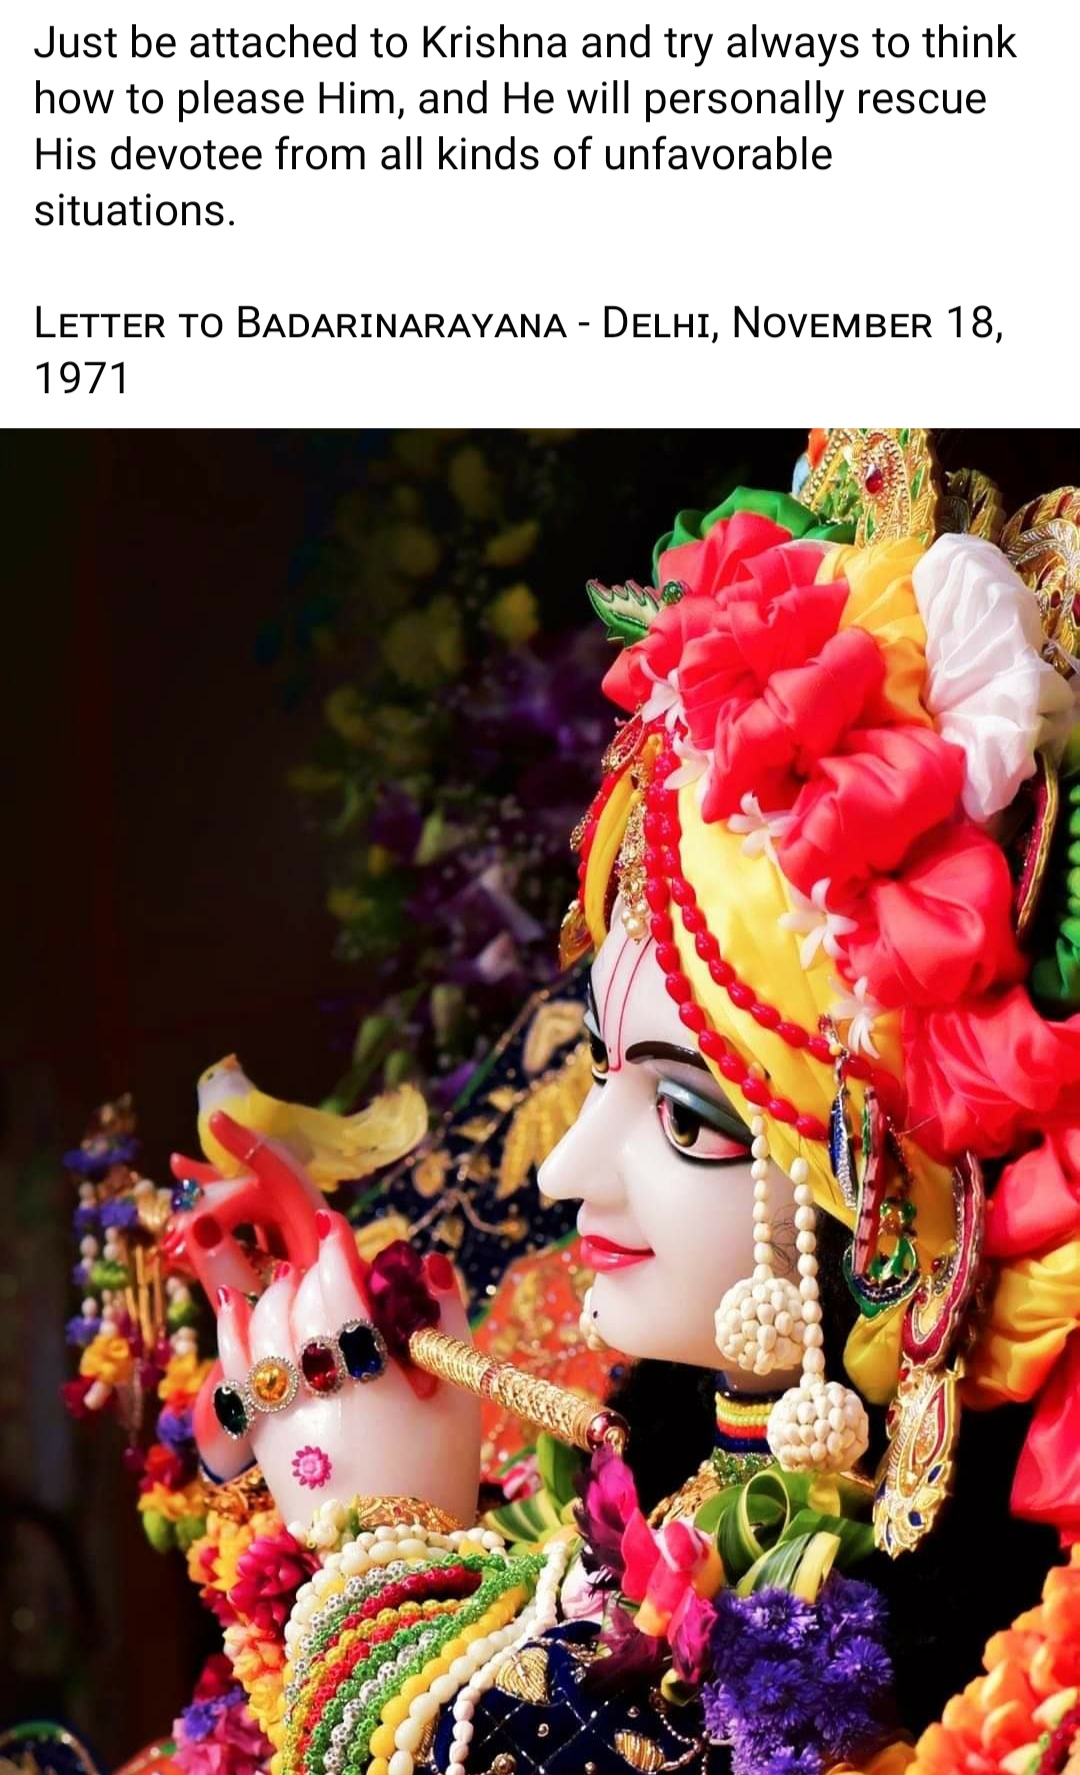 Just be attached to Krishna and try always to think
how to please Him, and He will personally rescue
His devotee from all kinds of unfavorable
situations.
Letter to Badarinarayana - Delhi, November 18,
1971